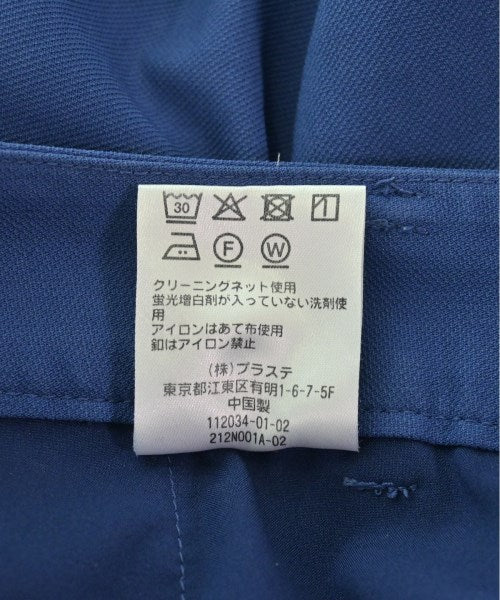 30
F W
クリーニングネット使用
蛍光増白剤が入っていない洗剤使
用
アイロンはあて布使用
釦はアイロン禁止
(株)プラステ
東京都江東区有明1-6-7-5F
中国製
112034-01-02
212N001A-02